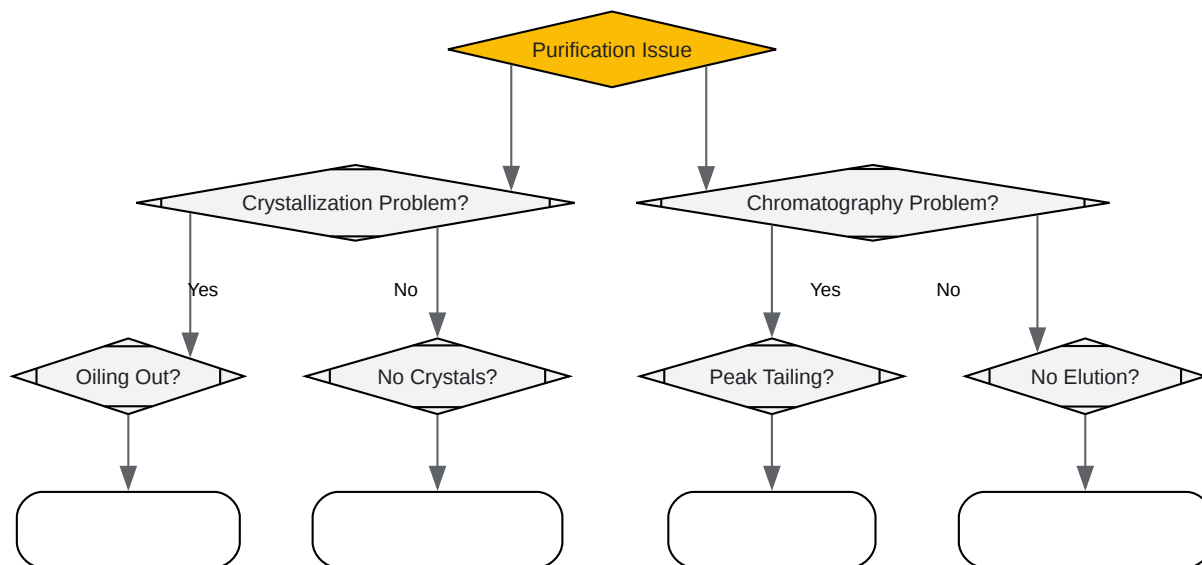 Purification Issue
Crystallization Problem?
Chromatography Problem?
Yes
No
Yes
No
Oiling Out?
No Crystals?
Peak Tailing?
No Elution?